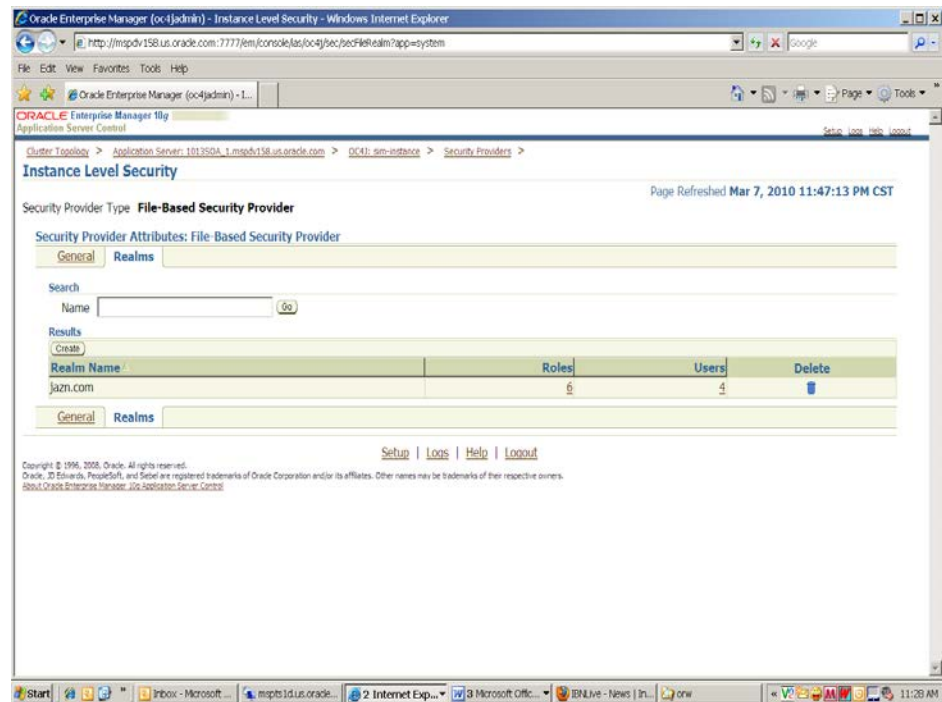 Oracle Enterprise Manager (oc4jadmin) - Instance Level Security - Windows Internet Explorer
http://mspdv158.us.oracle.com:7777/em/console/ias/oc4j/sec/secFileRealm?app=system
Google
File Edit View Favorites Tools Help
Oracle Enterprise Manager (oc4jadmin) - I...
Page Tools
ORACLE Enterprise Manager 10g
Application Server Control
Setup Logs Help Logout
Cluster Topology > Application Server: 101350A_1.mspdv158.us.oracle.com > OC4J: sim-instance > Security Providers >
Instance Level Security
Page Refreshed Mar 7, 2010 11:47:13 PM CST
Security Provider Type File-Based Security Provider
Security Provider Attributes: File-Based Security Provider
General Realms
Search
Name Go
Results
Create
Realm Name Roles Users Delete
jazn.com 6 4
General Realms
Setup | Logs | Help | Logout
Copyright © 1996, 2008, Oracle. All rights reserved.
Oracle, JD Edwards, PeopleSoft, and Siebel are registered trademarks of Oracle Corporation and/or its affiliates. Other names may be trademarks of their respective owners.
About Oracle Enterprise Manager 10g Application Server Control
Start Inbox - Microsoft ... mspts1d.us.oracle... 2 Internet Exp... 3 Microsoft Offic... IBNLive - News | In... orw 11:28 AM